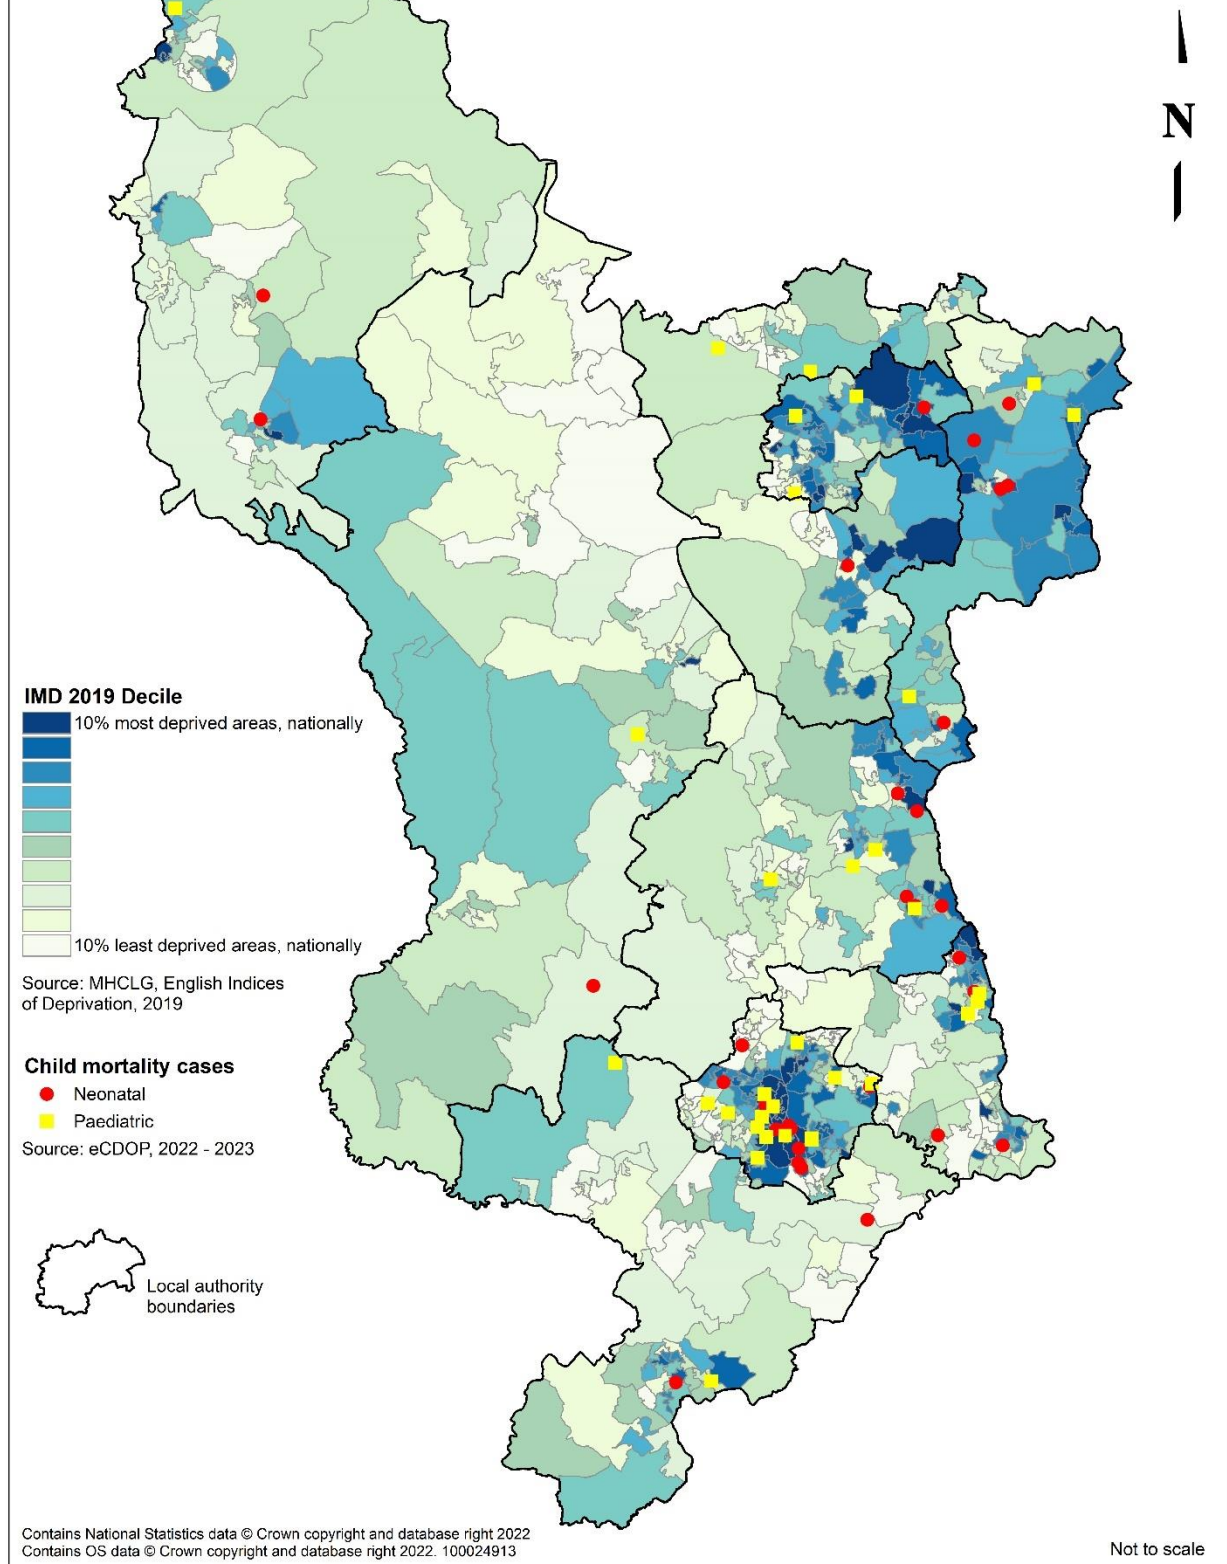 N
IMD 2019 Decile
10% most deprived areas, nationally
10% least deprived areas, nationally
Source: MHCLG, English Indices
of Deprivation, 2019
Child mortality cases
Neonatal
Paediatric
Source: eCDOP, 2022 - 2023
Local authority
boundaries
Contains National Statistics data © Crown copyright and database right 2022
Contains OS data © Crown copyright and database right 2022. 100024913
Not to scale